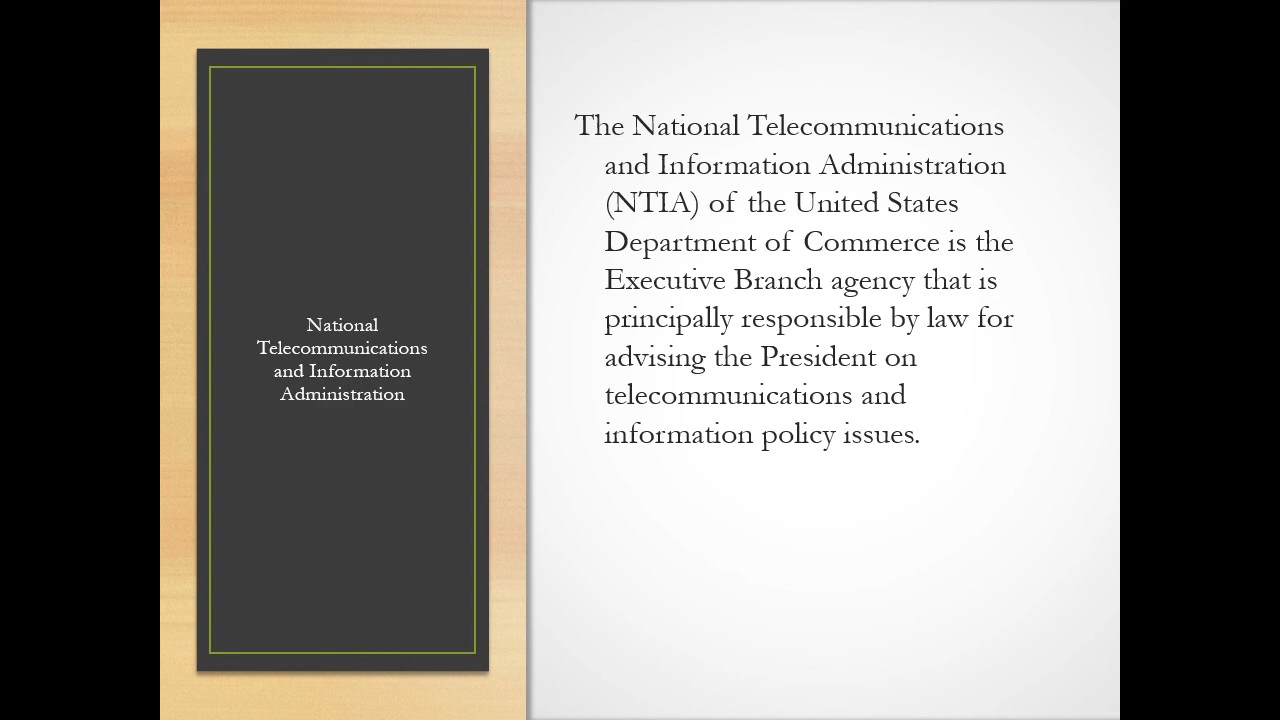 National
Telecommunications
and Information
Administration
The National Telecommunications
and Information Administration
(NTIA) of the United States
Department of Commerce is the
Executive Branch agency that is
principally responsible by law for
advising the President on
telecommunications and
information policy issues.